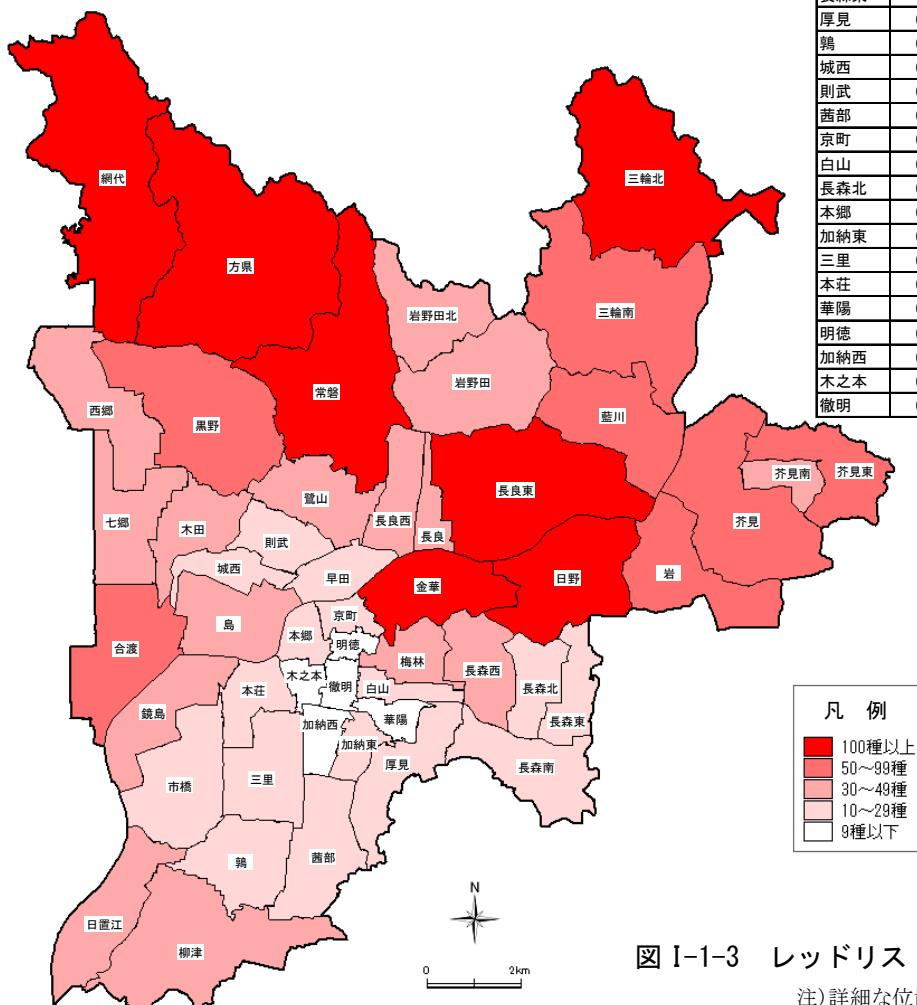 厚見
鶉
城西
則武
茜部
京町
白山
長森北
本郷
加納東
三里
本荘
華陽
明徳
加納西
木之本
徹明
網代
三輪北
方県
岩野田北
三輪南
岩野田
常磐
西郷
黒野
藍川
芥見南
芥見東
長良東
鷺山
七郷
木田
長良西
長良
芥見
則武
城西
早田
金華
日野
岩
京町
島
本郷
明徳
合渡
梅林
長森西
木之本
徹明
白山
長森北
本荘
鏡島
加納西
華陽
長森東
加納東
厚見
市橋
三里
長森南
鶉
茜部
日置江
柳津
凡 例
100種以上
50～99種
30～49種
10～29種
9種以下
N
0 2km
図 I-1-3 レッドリス
注)詳細な位